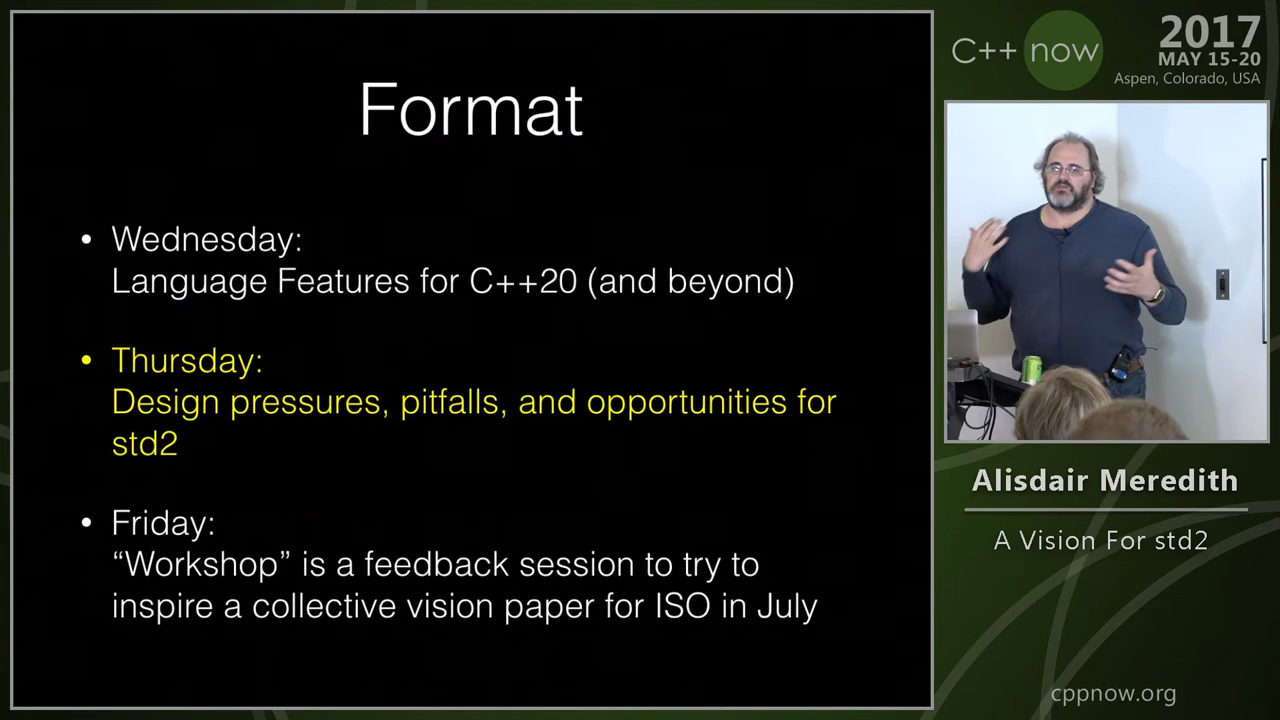 Format
• Wednesday:
Language Features for C++20 (and beyond)
• Thursday:
Design pressures, pitfalls, and opportunities for
std2
• Friday:
“Workshop” is a feedback session to try to
inspire a collective vision paper for ISO in July
C++ now
2017
MAY 15-20
Aspen, Colorado, USA
Alisdair Meredith
A Vision For std2
cppnow.org